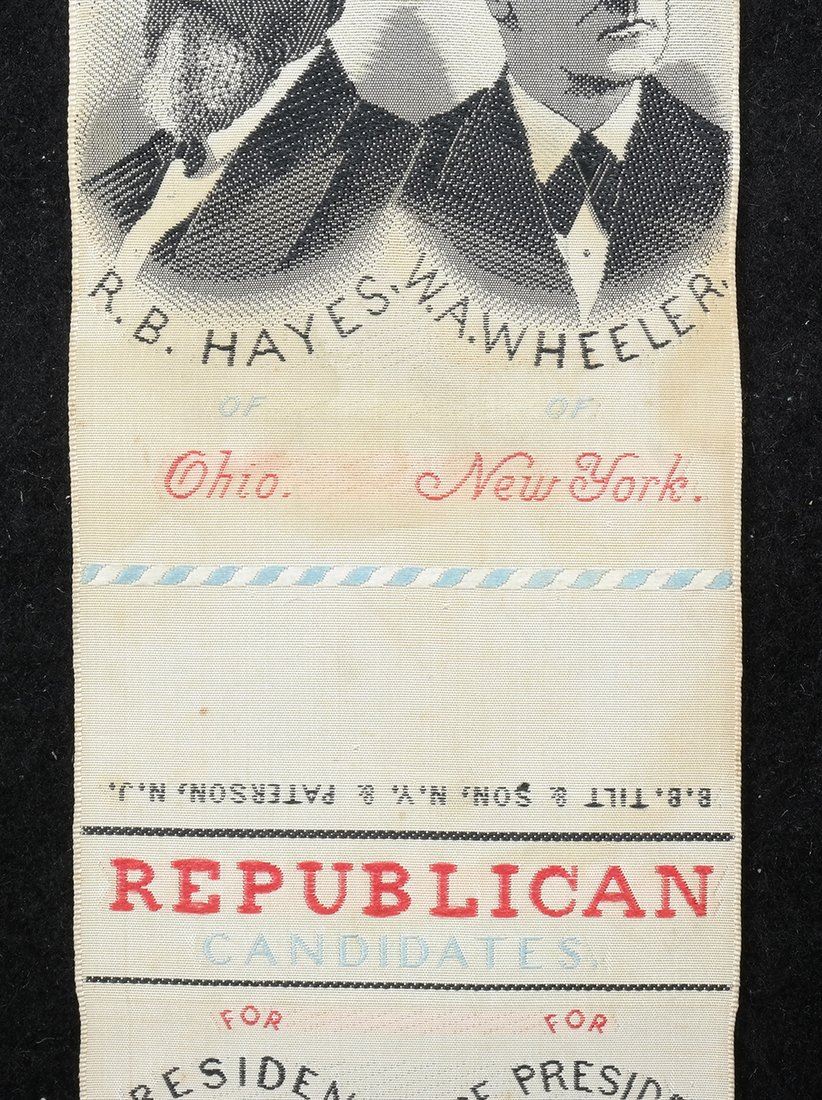 R. B. HAYES. W. A. WHEELER.
OF OF
Ohio. New York.
B.B. TILT & SON, N.Y. & PATERSON, N.J.
REPUBLICAN
CANDIDATES.
FOR FOR